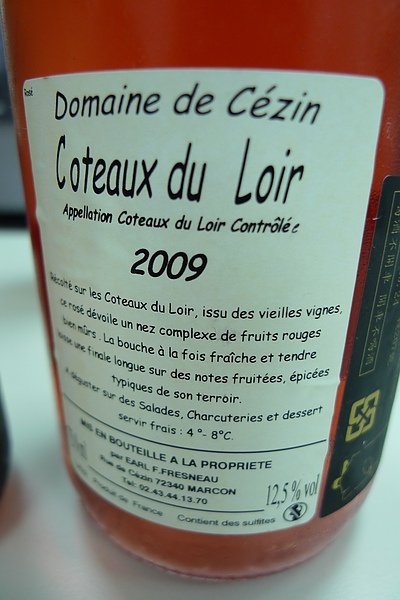 Rosé
Domaine de Cézin
Coteaux du Loir
Appellation Coteaux du Loir Contrôlée
2009
Récolté sur les Coteaux du Loir, issu des vieilles vignes,
ce rosé dévoile un nez complexe de fruits rouges
bien mûrs . La bouche à la fois fraîche et tendre
une finale longue sur des notes fruitées, épicées
typiques de son terroir.
A déguster sur des Salades, Charcuteries et dessert
servir frais : 4 °- 8°C.
MIS EN BOUTEILLE A LA PROPRIETE
par EARL F.FRESNEAU
Rue de Cézin 72340 MARCON
Tél: 02.43.44.13.70
12,5 % vol
Produit de France Contient des sulfites